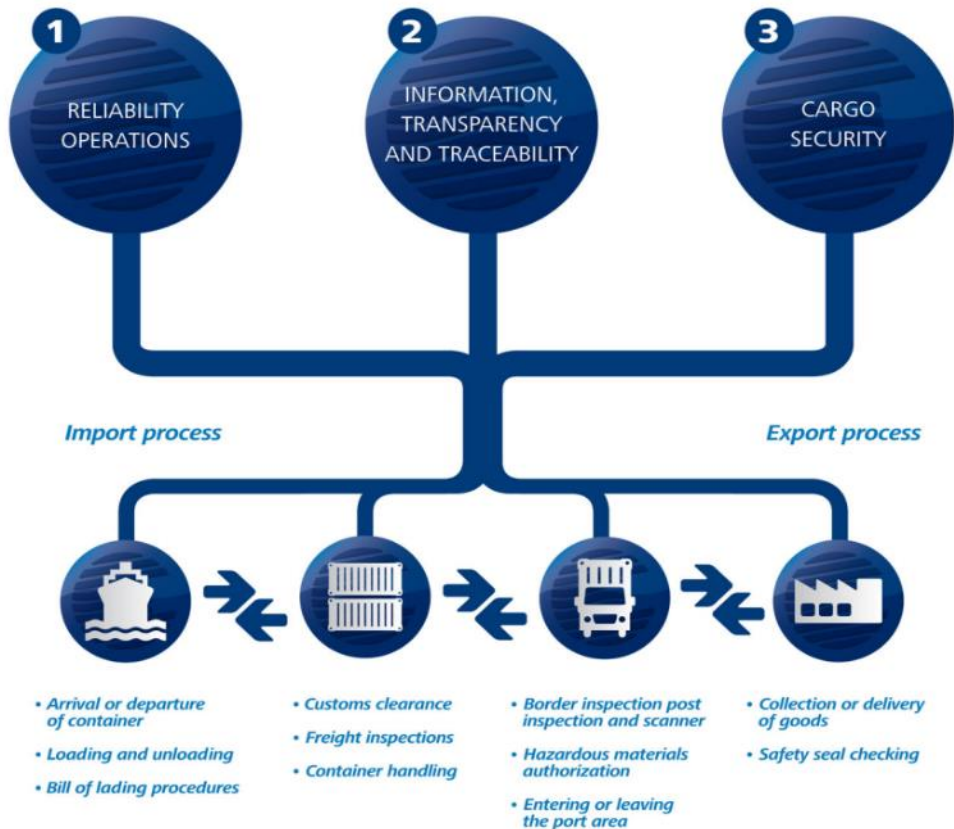 1
RELIABILITY
OPERATIONS
2
INFORMATION,
TRANSPARENCY
AND TRACEABILITY
3
CARGO
SECURITY
Import process
Export process
• Arrival or departure
of container
• Loading and unloading
• Bill of lading procedures
• Customs clearance
• Freight inspections
• Container handling
• Border inspection post
inspection and scanner
• Hazardous materials
authorization
• Entering or leaving
the port area
• Collection or delivery
of goods
• Safety seal checking